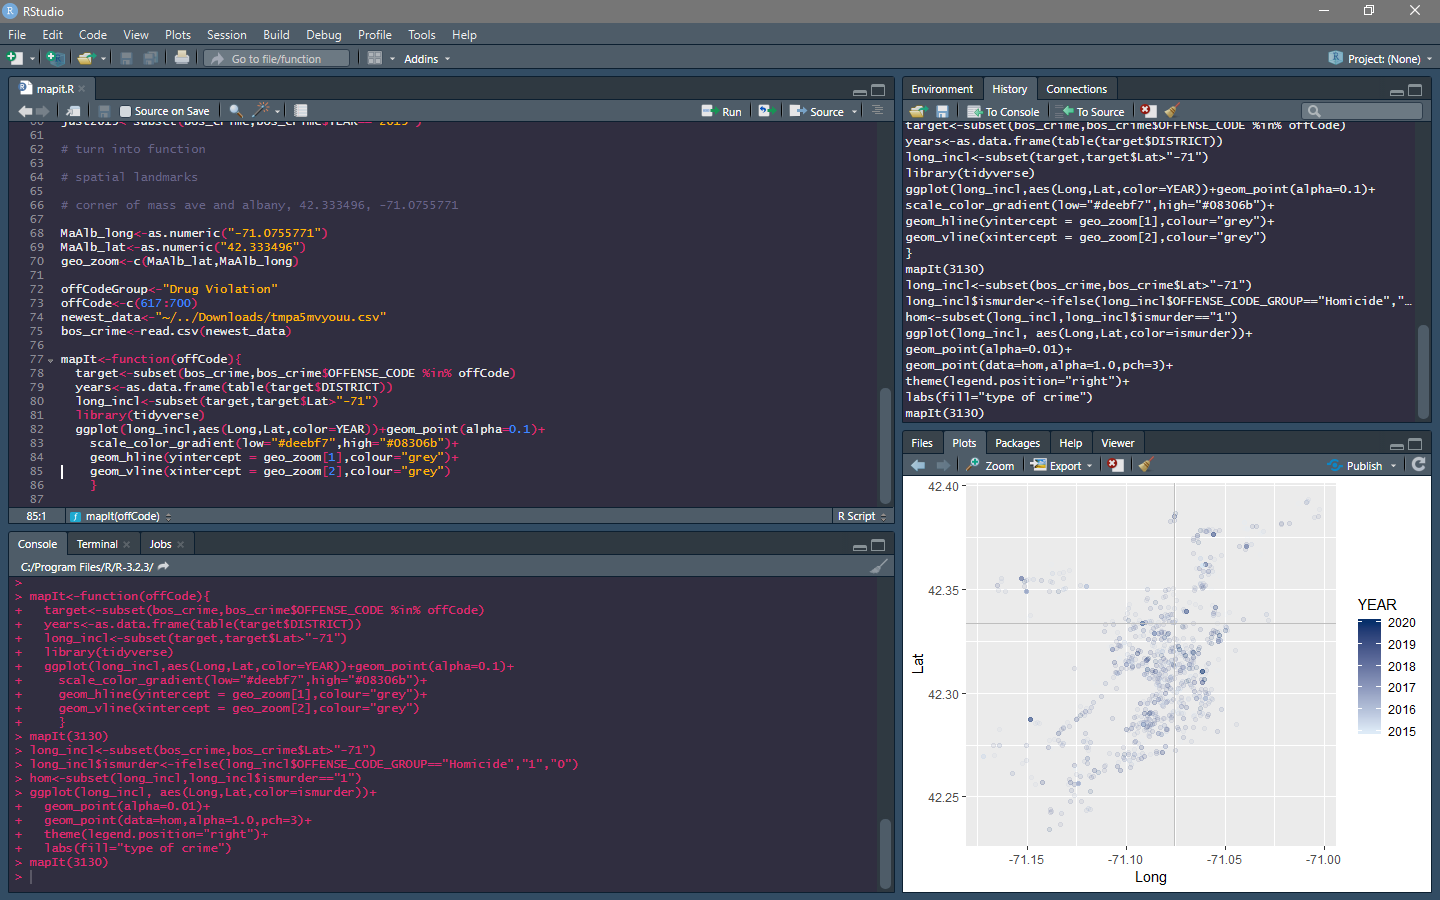 RStudio
File Edit Code View Plots Session Build Debug Profile Tools Help
Go to file/function Addins Project: (None)
mapit.R
Source on Save Run Source
60 just2015<-subset(bos_crime,bos_crime$YEAR=="2015")
61
62 # turn into function
63
64 # spatial landmarks
65
66 # corner of mass ave and albany, 42.333496, -71.0755771
67
68 MaAlb_long<-as.numeric("-71.0755771")
69 MaAlb_lat<-as.numeric("42.333496")
70 geo_zoom<-c(MaAlb_lat,MaAlb_long)
71
72 offCodeGroup<-"Drug Violation"
73 offCode<-c(617:700)
74 newest_data<-"~/../Downloads/tmpa5mvyouu.csv"
75 bos_crime<-read.csv(newest_data)
76
77 mapIt<-function(offCode){
78 target<-subset(bos_crime,bos_crime$OFFENSE_CODE %in% offCode)
79 years<-as.data.frame(table(target$DISTRICT))
80 long_incl<-subset(target,target$Lat>"-71")
81 library(tidyverse)
82 ggplot(long_incl,aes(Long,Lat,color=YEAR))+geom_point(alpha=0.1)+
83 scale_color_gradient(low="#deebf7",high="#08306b")+
84 geom_hline(yintercept = geo_zoom[1],colour="grey")+
85 geom_vline(xintercept = geo_zoom[2],colour="grey")
86 }
87
85:1 mapIt(offCode) R Script
Console Terminal Jobs
C:/Program Files/R/R-3.2.3/
>
> mapIt<-function(offCode){
+ target<-subset(bos_crime,bos_crime$OFFENSE_CODE %in% offCode)
+ years<-as.data.frame(table(target$DISTRICT))
+ long_incl<-subset(target,target$Lat>"-71")
+ library(tidyverse)
+ ggplot(long_incl,aes(Long,Lat,color=YEAR))+geom_point(alpha=0.1)+
+ scale_color_gradient(low="#deebf7",high="#08306b")+
+ geom_hline(yintercept = geo_zoom[1],colour="grey")+
+ geom_vline(xintercept = geo_zoom[2],colour="grey")
+ }
> mapIt(3130)
> long_incl<-subset(bos_crime,bos_crime$Lat>"-71")
> long_incl$ismurder<-ifelse(long_incl$OFFENSE_CODE_GROUP=="Homicide","1","0")
> hom<-subset(long_incl,long_incl$ismurder=="1")
> ggplot(long_incl, aes(Long,Lat,color=ismurder))+
+ geom_point(alpha=0.01)+
+ geom_point(data=hom,alpha=1.0,pch=3)+
+ theme(legend.position="right")+
+ labs(fill="type of crime")
> mapIt(3130)
>
Environment History Connections
To Console To Source
target<-subset(bos_crime,bos_crime$OFFENSE_CODE %in% offCode)
years<-as.data.frame(table(target$DISTRICT))
long_incl<-subset(target,target$Lat>"-71")
library(tidyverse)
ggplot(long_incl,aes(Long,Lat,color=YEAR))+geom_point(alpha=0.1)+
scale_color_gradient(low="#deebf7",high="#08306b")+
geom_hline(yintercept = geo_zoom[1],colour="grey")+
geom_vline(xintercept = geo_zoom[2],colour="grey")
}
mapIt(3130)
long_incl<-subset(bos_crime,bos_crime$Lat>"-71")
long_incl$ismurder<-ifelse(long_incl$OFFENSE_CODE_GROUP=="Homicide","...
hom<-subset(long_incl,long_incl$ismurder=="1")
ggplot(long_incl, aes(Long,Lat,color=ismurder))+
geom_point(alpha=0.01)+
geom_point(data=hom,alpha=1.0,pch=3)+
theme(legend.position="right")+
labs(fill="type of crime")
mapIt(3130)
Files Plots Packages Help Viewer
Zoom Export Publish
42.40
42.35
42.30
42.25
Lat
-71.15 -71.10 -71.05 -71.00
Long
YEAR
2020
2019
2018
2017
2016
2015